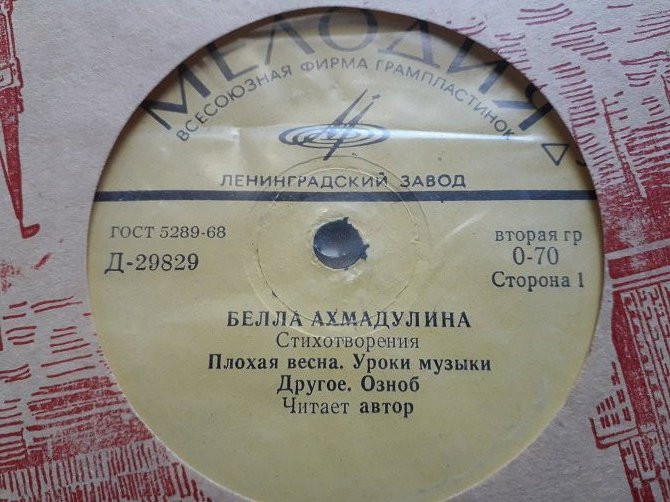 МЕЛОДИЯ
ВСЕСОЮЗНАЯ ФИРМА ГРАМПЛАСТИНОК
ЛЕНИНГРАДСКИЙ ЗАВОД
ГОСТ 5289-68
Д-29829
вторая гр
0-70
Сторона 1
БЕЛЛА АХМАДУЛИНА
Стихотворения
Плохая весна. Уроки музыки
Другое. Озноб
Читает автор